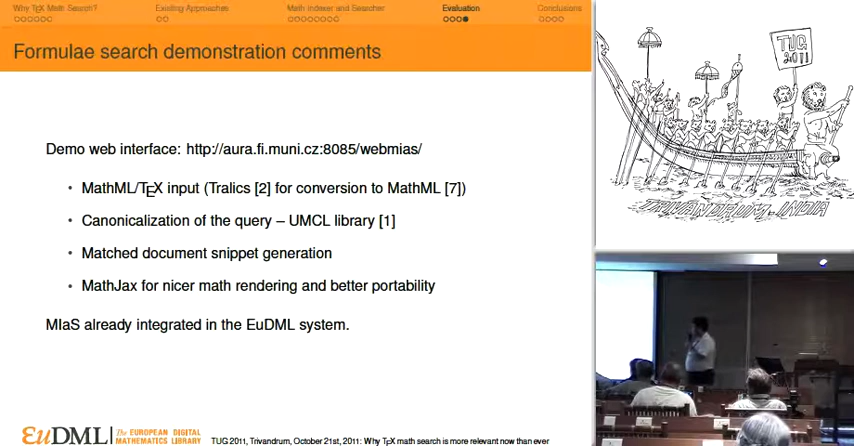 Why TEX Math Search?
Existing Approaches
Math Indexer and Searcher
Evaluation
Conclusions
Formulae search demonstration comments
Demo web interface: http://aura.fi.muni.cz:8085/webmias/
• MathML/TEX input (Tralics [2] for conversion to MathML [7])
• Canonicalization of the query – UMCL library [1]
• Matched document snippet generation
• MathJax for nicer math rendering and better portability
MIaS already integrated in the EuDML system.
EuDML
The EUROPEAN DIGITAL
MATHEMATICS LIBRARY
TUG 2011, Trivandrum, October 21st, 2011: Why TEX math search is more relevant now than ever
TUG
2011
TRIVANDRUM-INDIA